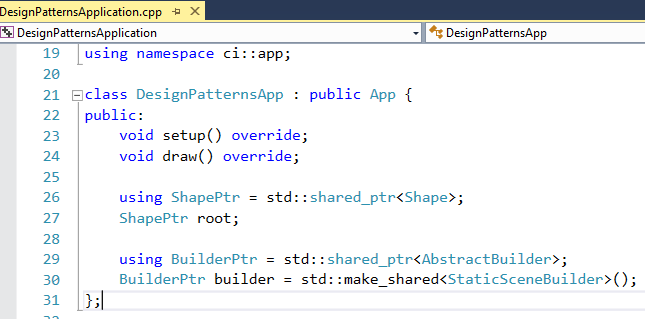 DesignPatternsApplication.cpp
DesignPatternsApplication DesignPatternsApp
19 using namespace ci::app;
20
21 class DesignPatternsApp : public App {
22 public:
23 void setup() override;
24 void draw() override;
25
26 using ShapePtr = std::shared_ptr<Shape>;
27 ShapePtr root;
28
29 using BuilderPtr = std::shared_ptr<AbstractBuilder>;
30 BuilderPtr builder = std::make_shared<StaticSceneBuilder>();
31 };